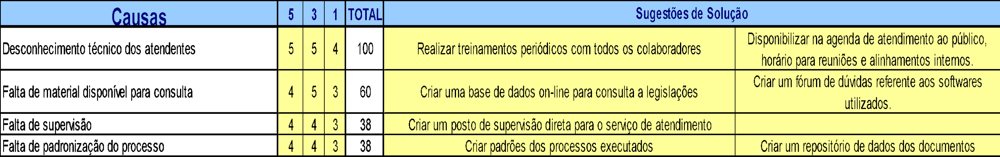 Causas 5 3 1 TOTAL Sugestões de Solução
Desconhecimento técnico dos atendentes 5 5 4 100 Realizar treinamentos periódicos com todos os colaboradores Disponibilizar na agenda de atendimento ao público,
horário para reuniões e alinhamentos internos.
Falta de material disponível para consulta 4 5 3 60 Criar uma base de dados on-line para consulta a legislações Criar um fórum de dúvidas referente aos softwares
utilizados.
Falta de supervisão 4 4 3 38 Criar um posto de supervisão direta para o serviço de atendimento
Falta de padronização do processo 4 4 3 38 Criar padrões dos processos executados Criar um repositório de dados dos documentos